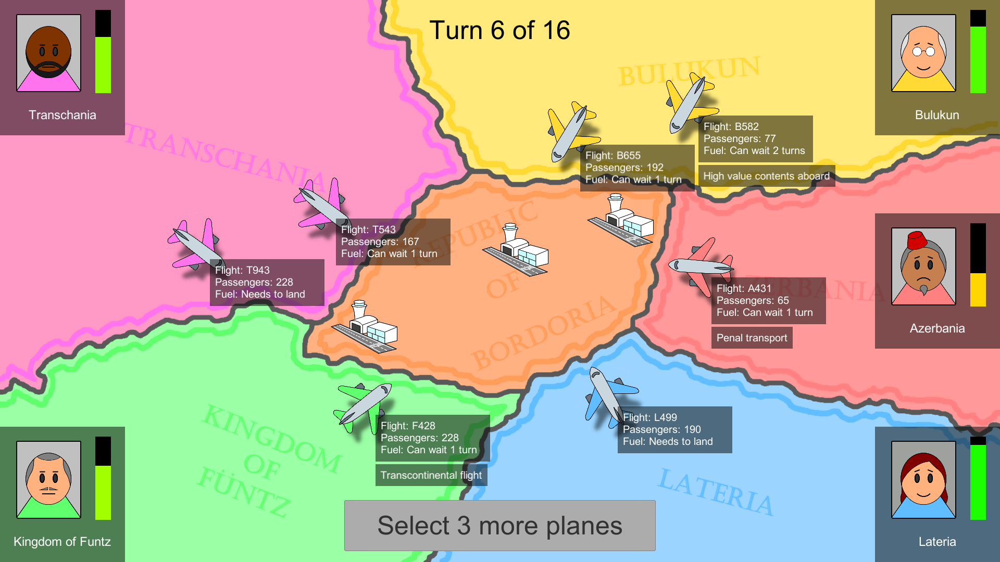 Turn 6 of 16
Transchania
Bulukun
BULUKUN
TRANSCHANIA
Flight: B582
Passengers: 77
Fuel: Can wait 2 turns
High value contents aboard
Flight: B655
Passengers: 192
Fuel: Can wait 1 turn
Flight: T543
Passengers: 167
Fuel: Can wait 1 turn
Flight: T943
Passengers: 228
Fuel: Needs to land
REPUBLIC
OF
BORDORIA
AZERBANIA
Flight: A431
Passengers: 65
Fuel: Can wait 1 turn
Penal transport
Azerbania
Flight: F428
Passengers: 228
Fuel: Can wait 1 turn
Transcontinental flight
Flight: L499
Passengers: 190
Fuel: Needs to land
KINGDOM
OF
FÜNTZ
LATERIA
Kingdom of Funtz
Select 3 more planes
Lateria